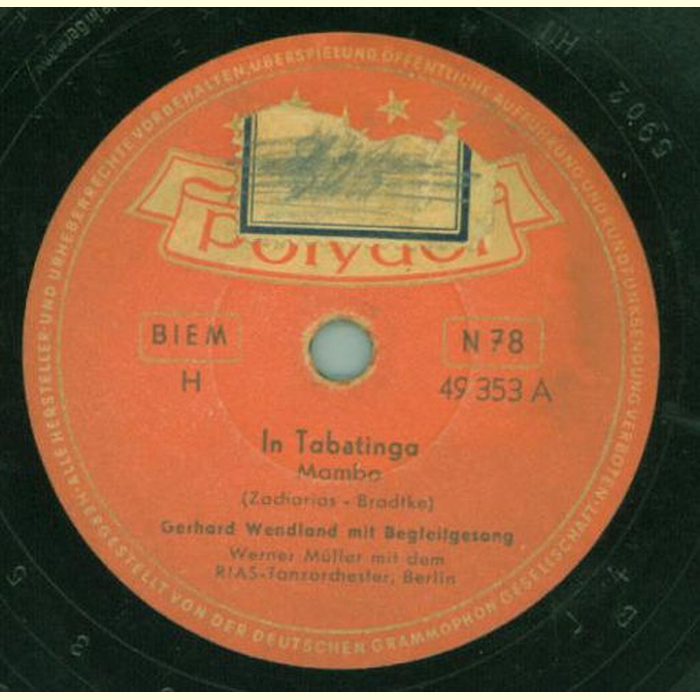 ALLE HERSTELLER- UND URHEBERRECHTE VORBEHALTEN, ÜBERSPIELUNG, ÖFFENTLICHE AUFFÜHRUNG UND RUNDFUNKSENDUNG VERBOTEN
polydor
BIEM
N 78
H
49 353 A
In Tabatinga
Mambo
(Zacharias - Bradtke)
Gerhard Wendland mit Begleitgesang
Werner Müller mit dem
RIAS-Tanzorchester, Berlin
HERGESTELLT VON DER DEUTSCHEN GRAMMOPHON GESELLSCHAFT